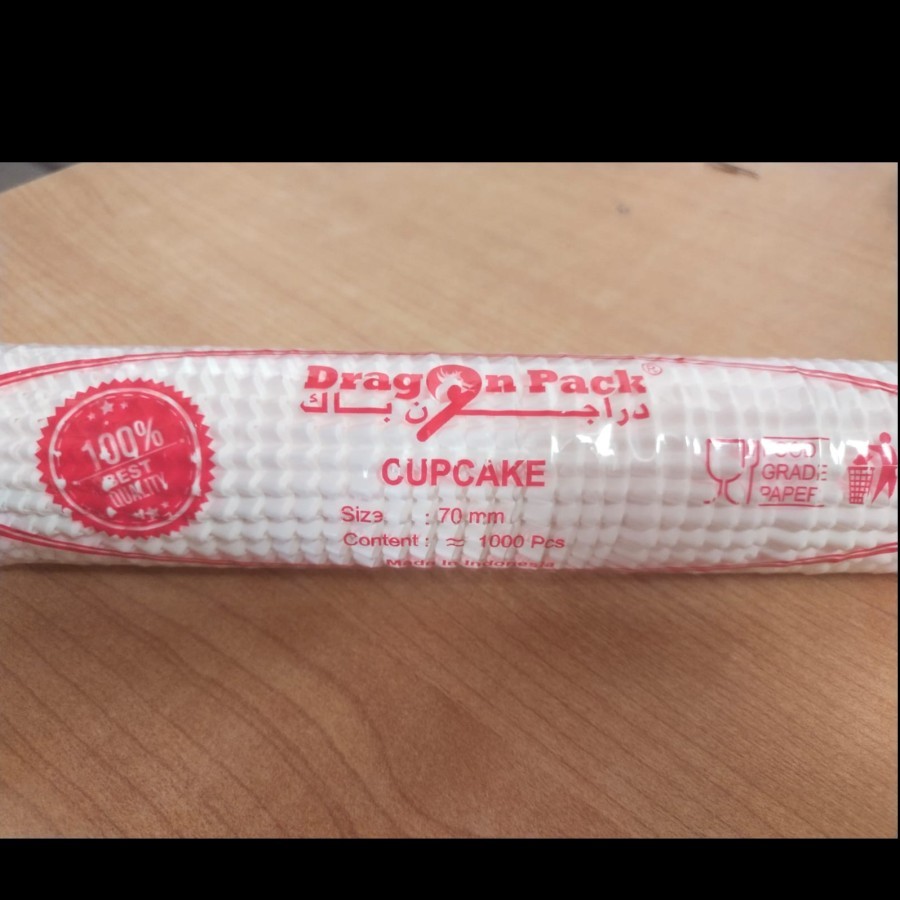 Dragon Pack®
دراجون باك
100%
BEST
QUALITY
CUPCAKE
Size : 70 mm
Content : ≈ 1000 Pcs
Made In Indonesia
FOOD
GRADE
PAPER